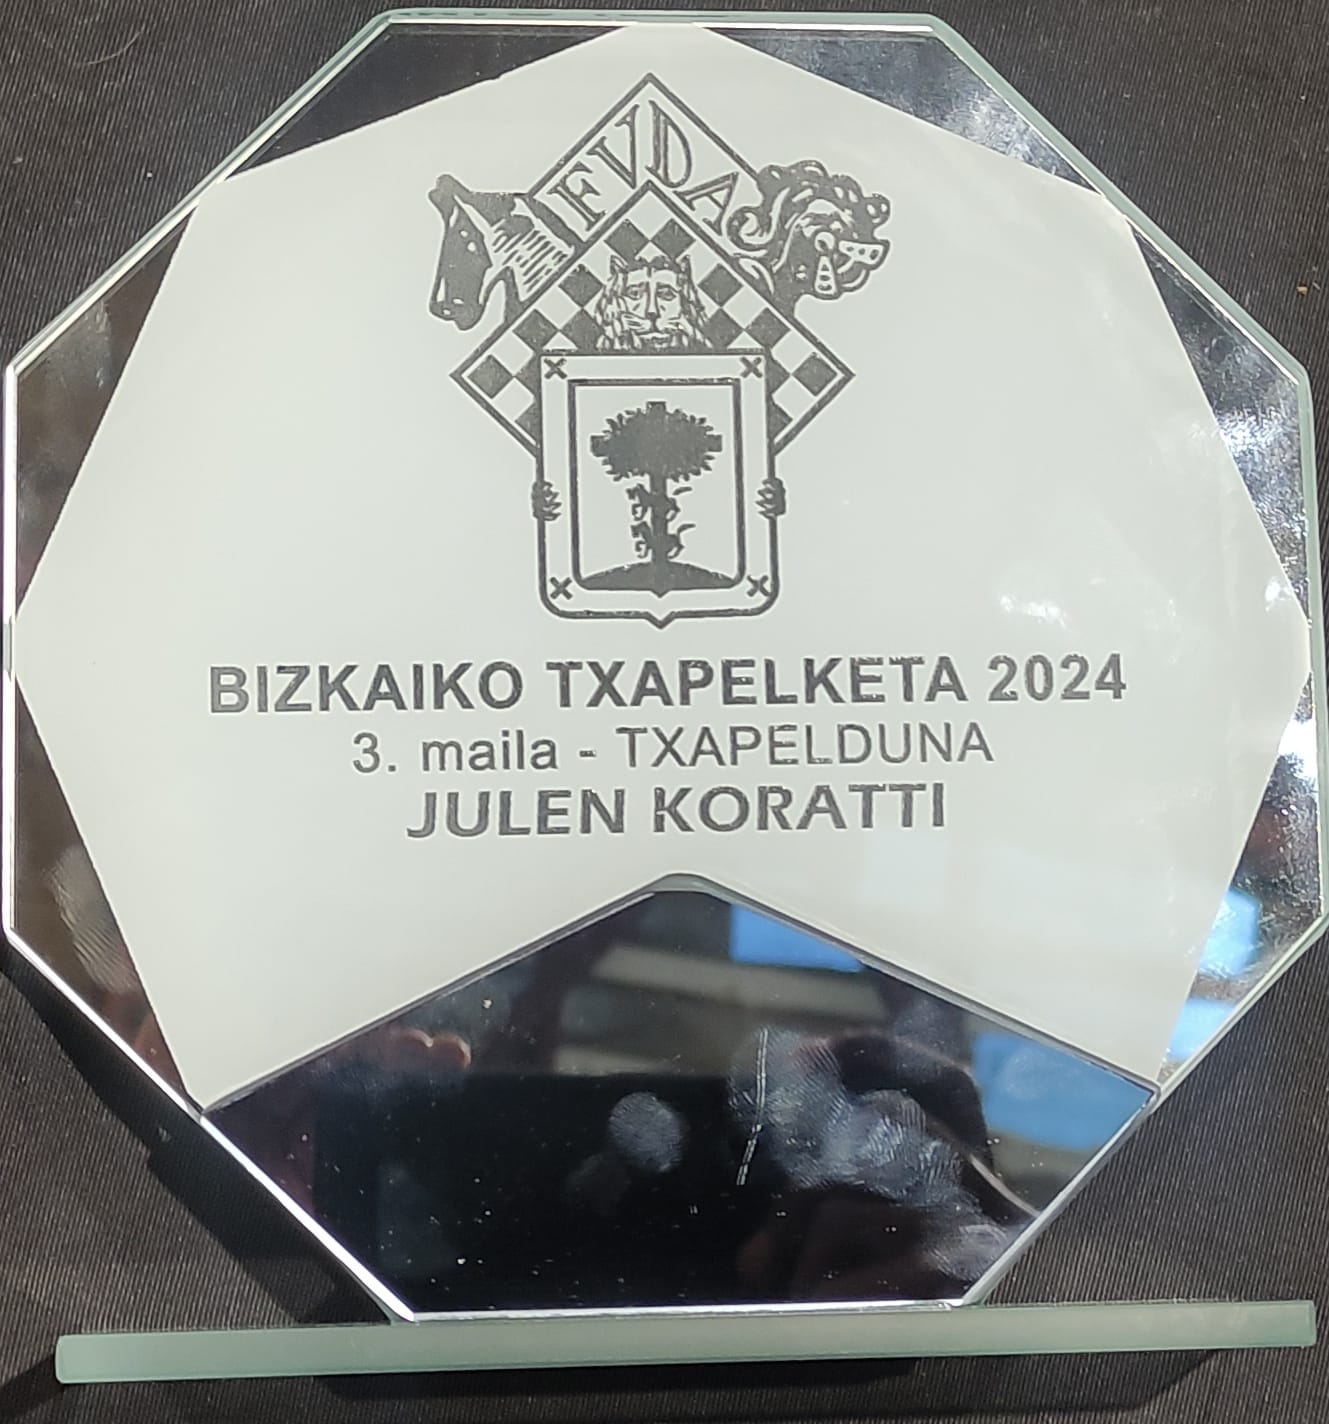 FVDA
BIZKAIKO TXAPELKETA 2024
3. maila - TXAPELDUNA
JULEN KORATTI